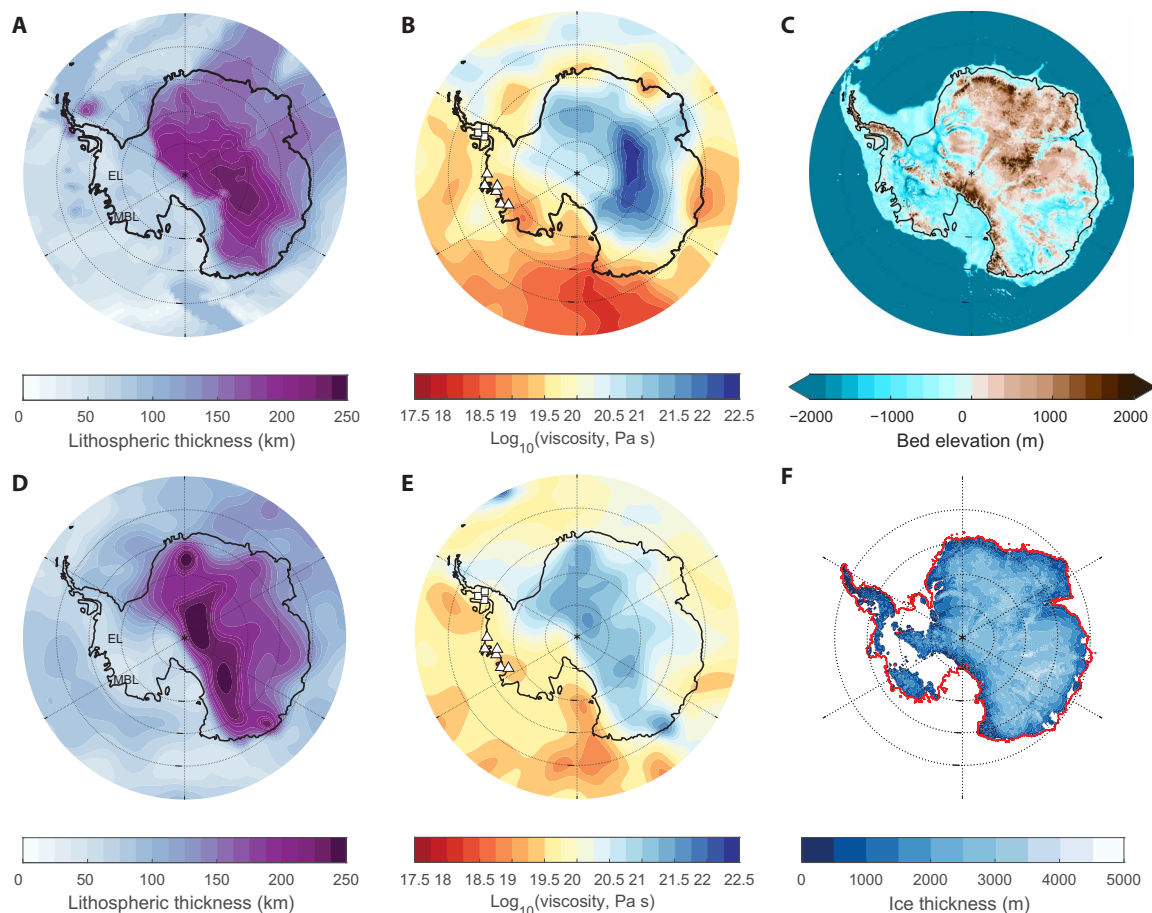 A
B
C
EL
MBL
0 50 100 150 200 250
Lithospheric thickness (km)
17.5 18 18.5 19 19.5 20 20.5 21 21.5 22 22.5
Log10(viscosity, Pa s)
−2000 −1000 0 1000 2000
Bed elevation (m)
D
E
F
EL
MBL
0 50 100 150 200 250
Lithospheric thickness (km)
17.5 18 18.5 19 19.5 20 20.5 21 21.5 22 22.5
Log10(viscosity, Pa s)
0 1000 2000 3000 4000 5000
Ice thickness (m)